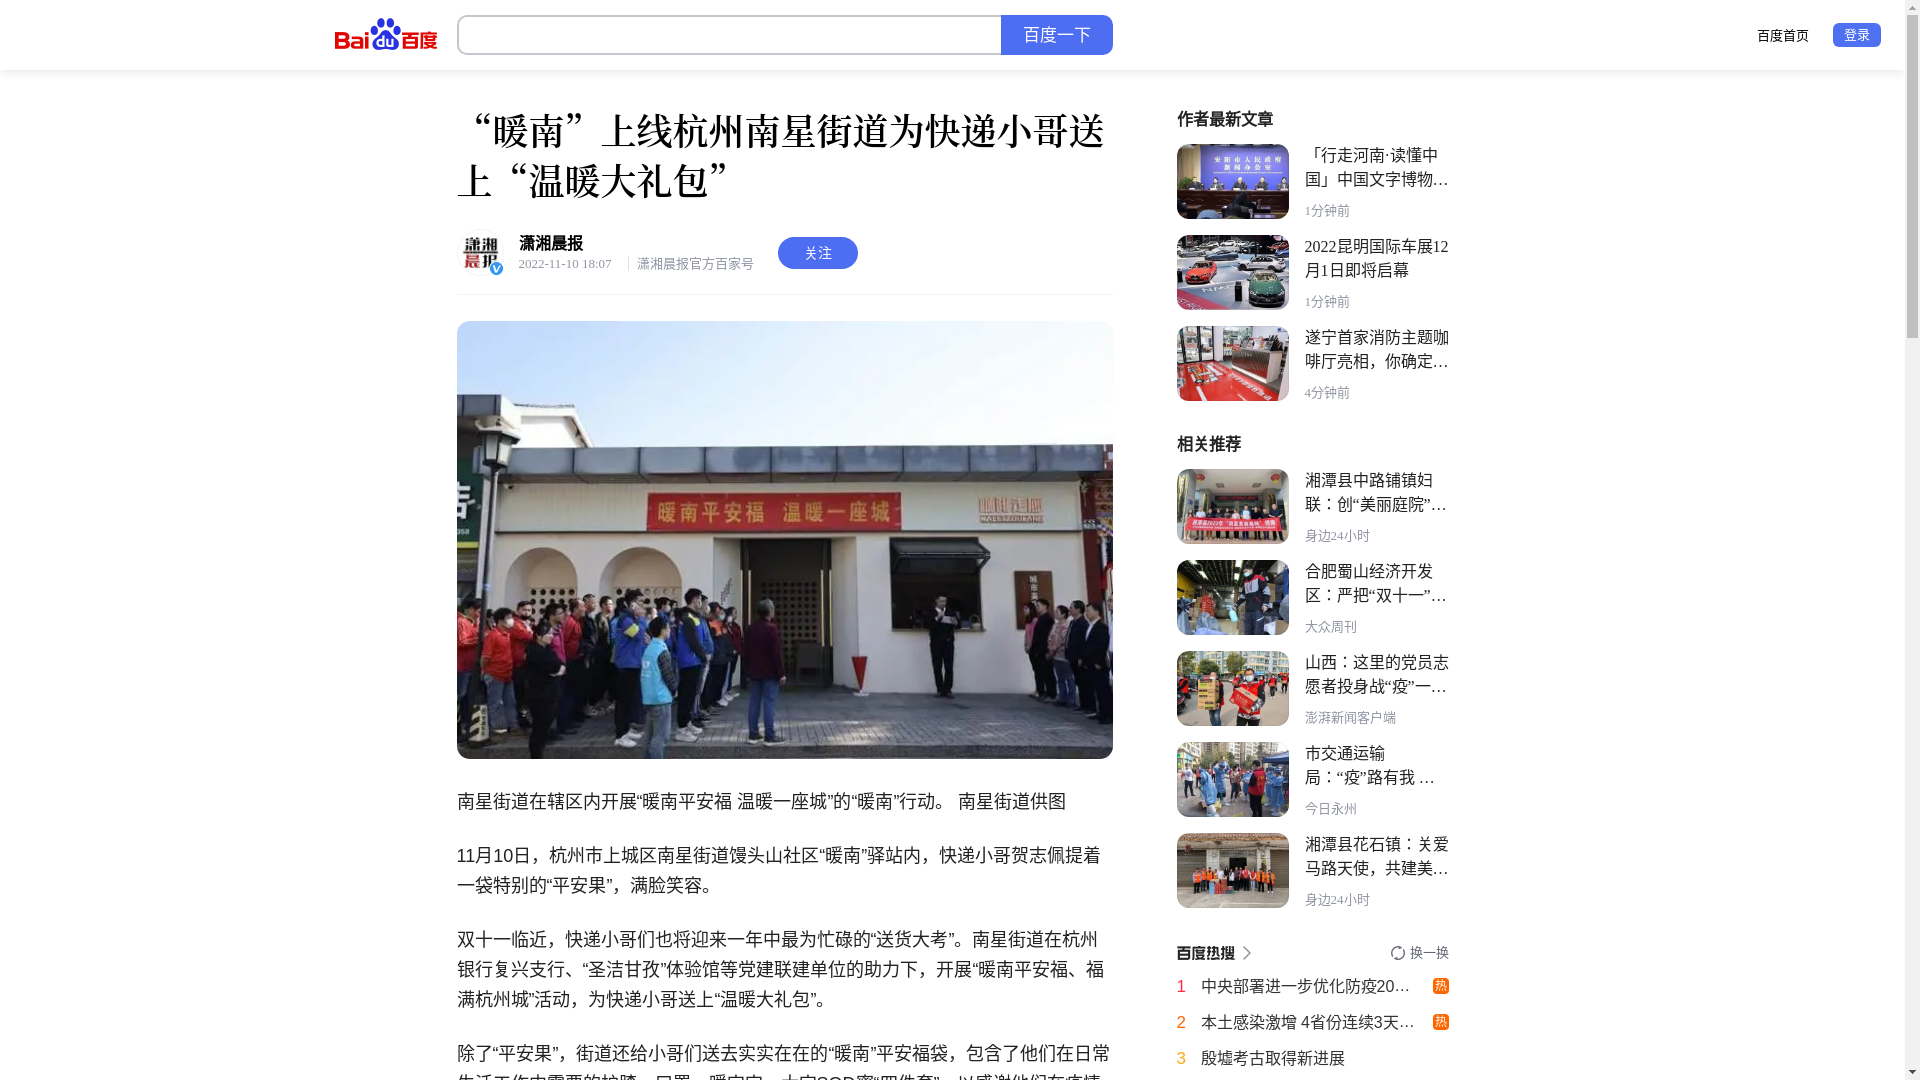 Bai du 百度
百度一下
百度首页
登录
“暖南”上线杭州南星街道为快递小哥送
上“温暖大礼包”
潇湘晨报
2022-11-10 18:07
潇湘晨报官方百家号
关注
暖南平安福 温暖一座城
南星街道在辖区内开展“暖南平安福 温暖一座城”的“暖南”行动。 南星街道供图
11月10日，杭州市上城区南星街道馒头山社区“暖南”驿站内，快递小哥贺志佩提着
一袋特别的“平安果”，满脸笑容。
双十一临近，快递小哥们也将迎来一年中最为忙碌的“送货大考”。南星街道在杭州
银行复兴支行、“圣洁甘孜”体验馆等党建联建单位的助力下，开展“暖南平安福、福
满杭州城”活动，为快递小哥送上“温暖大礼包”。
除了“平安果”，街道还给小哥们送去实实在在的“暖南”平安福袋，包含了他们在日常
作者最新文章
安阳市人民政府
新闻办公室
「行走河南·读懂中
国」中国文字博物...
1分钟前
2022昆明国际车展12
月1日即将启幕
1分钟前
遂宁首家消防主题咖
啡厅亮相，你确定...
4分钟前
相关推荐
湘潭县中路铺镇妇
联：创“美丽庭院”...
身边24小时
合肥蜀山经济开发
区：严把“双十一”...
大众周刊
山西：这里的党员志
愿者投身战“疫”一...
澎湃新闻客户端
市交通运输
局：“疫”路有我 ...
今日永州
湘潭县花石镇：关爱
马路天使，共建美...
身边24小时
百度热搜
换一换
1 中央部署进一步优化防疫20... 热
2 本土感染激增 4省份连续3天... 热
3 殷墟考古取得新进展